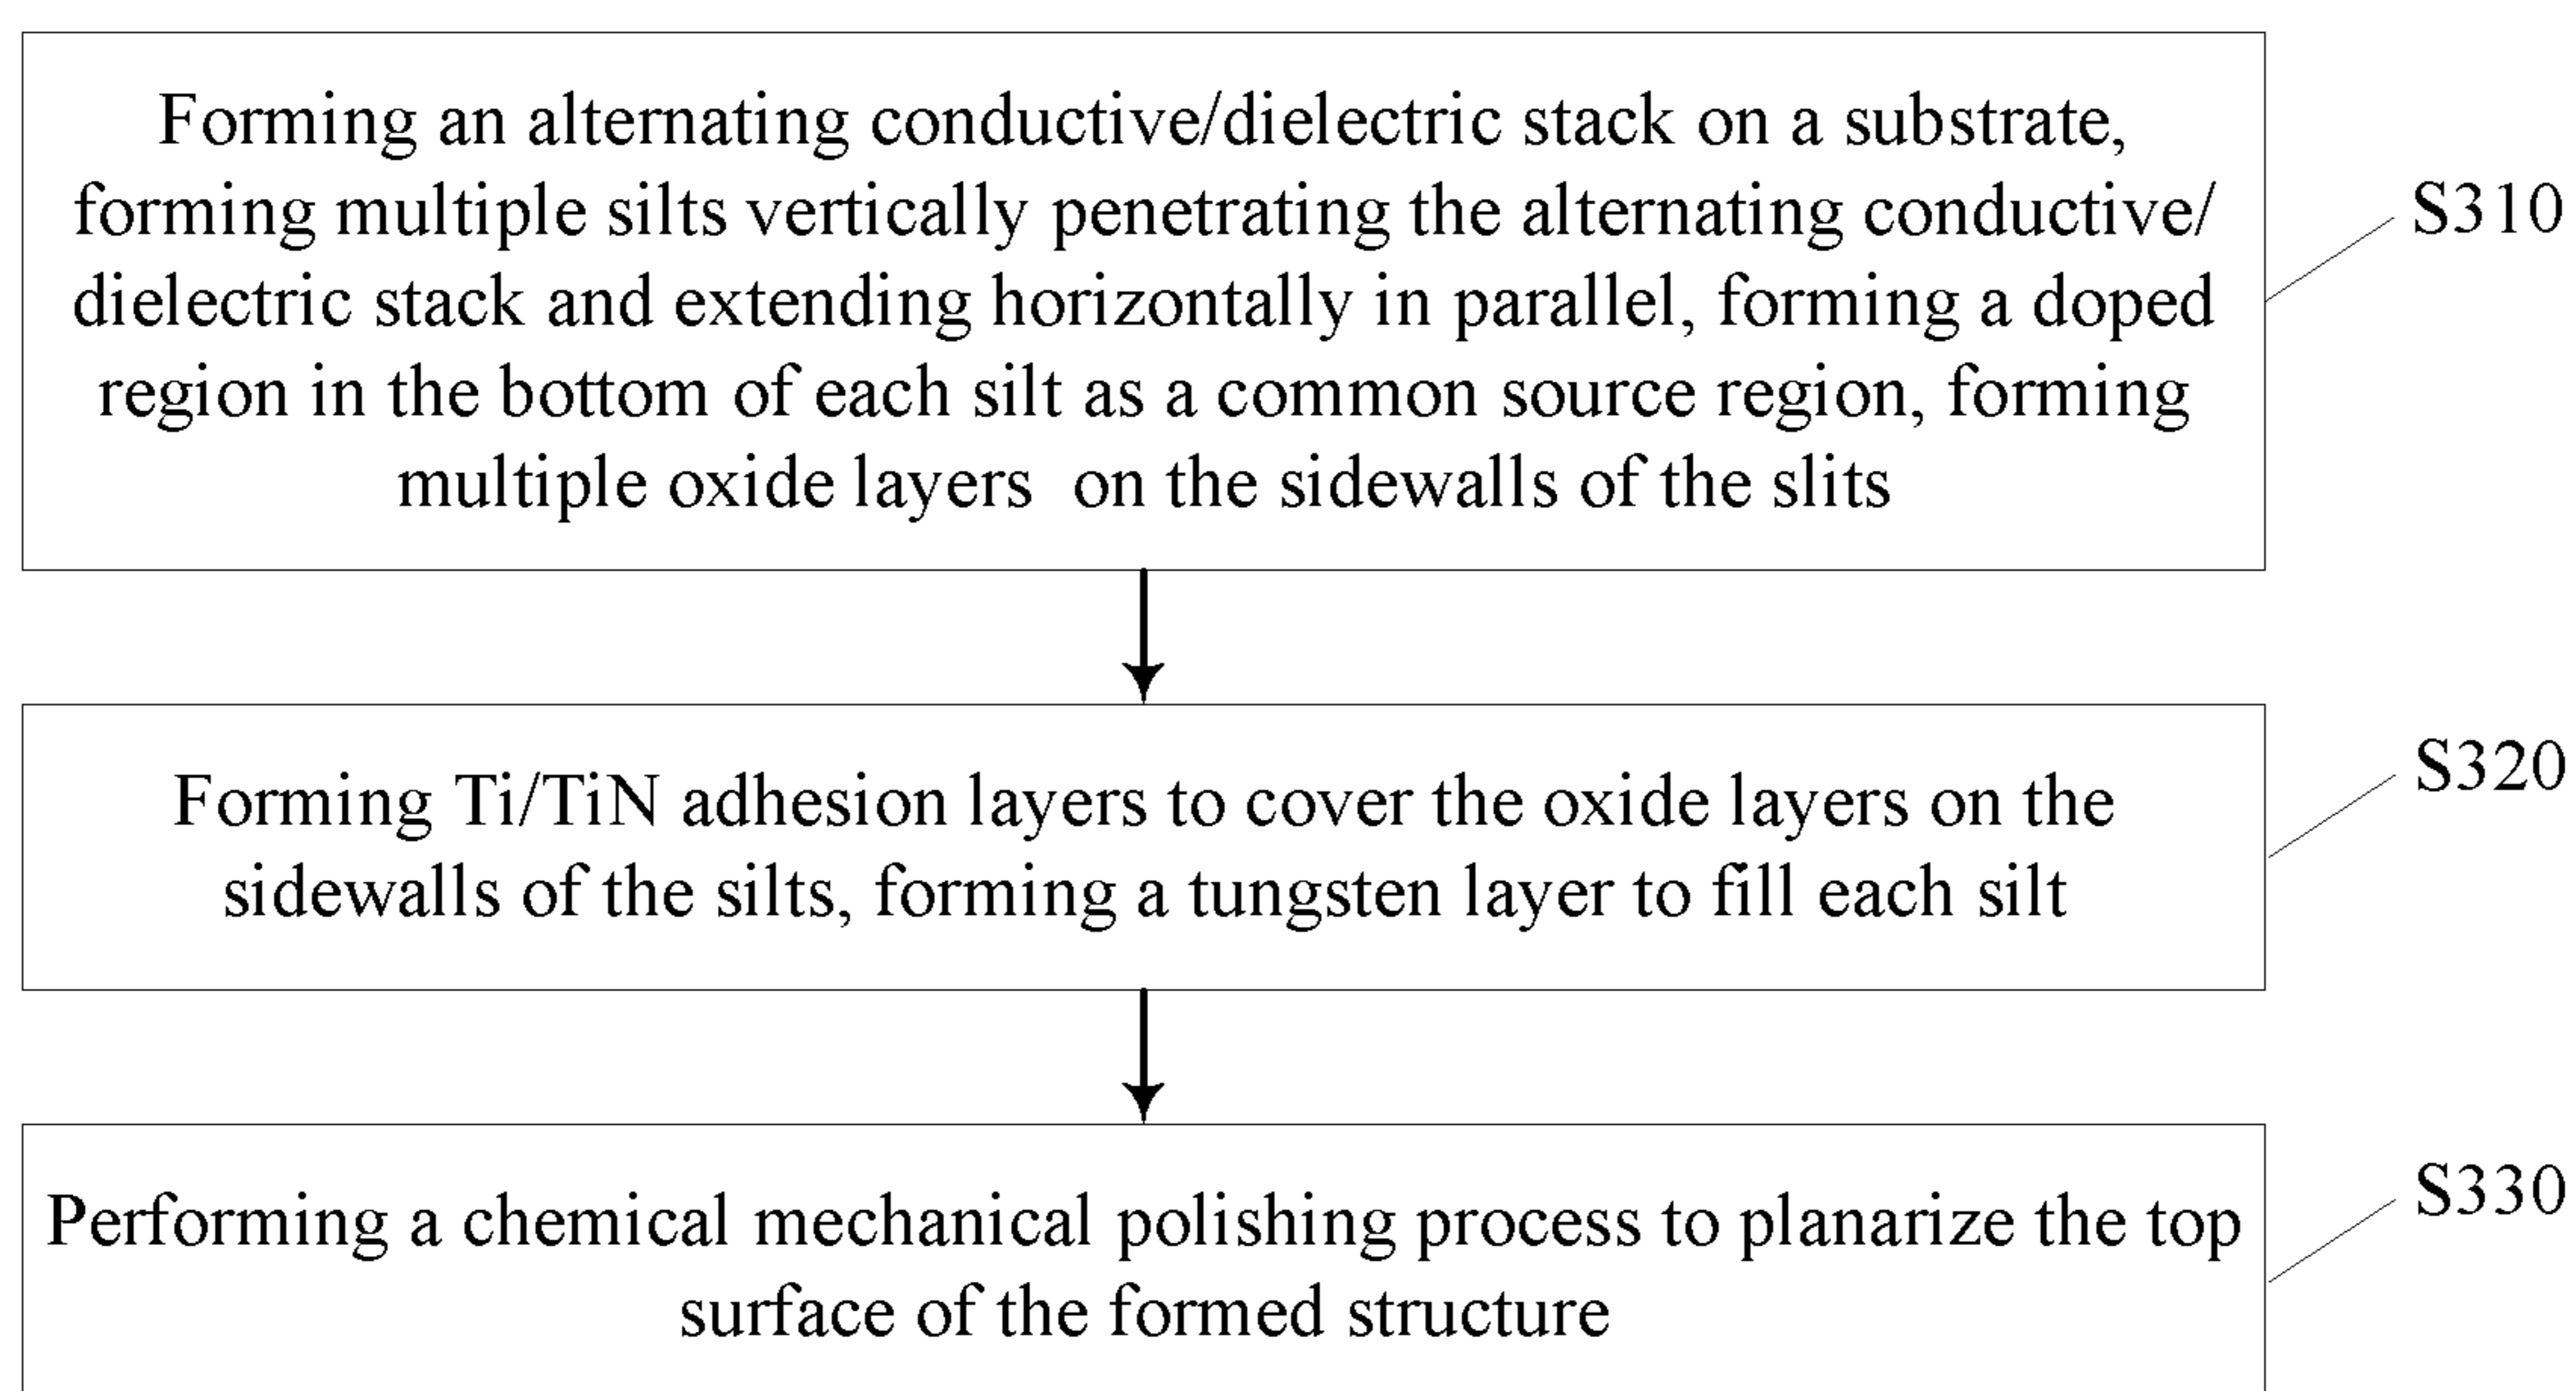 Forming an alternating conductive/dielectric stack on a substrate,
forming multiple silts vertically penetrating the alternating conductive/
dielectric stack and extending horizontally in parallel, forming a doped
region in the bottom of each silt as a common source region, forming
multiple oxide layers on the sidewalls of the slits
S310
Forming Ti/TiN adhesion layers to cover the oxide layers on the
sidewalls of the silts, forming a tungsten layer to fill each silt
S320
Performing a chemical mechanical polishing process to planarize the top
surface of the formed structure
S330